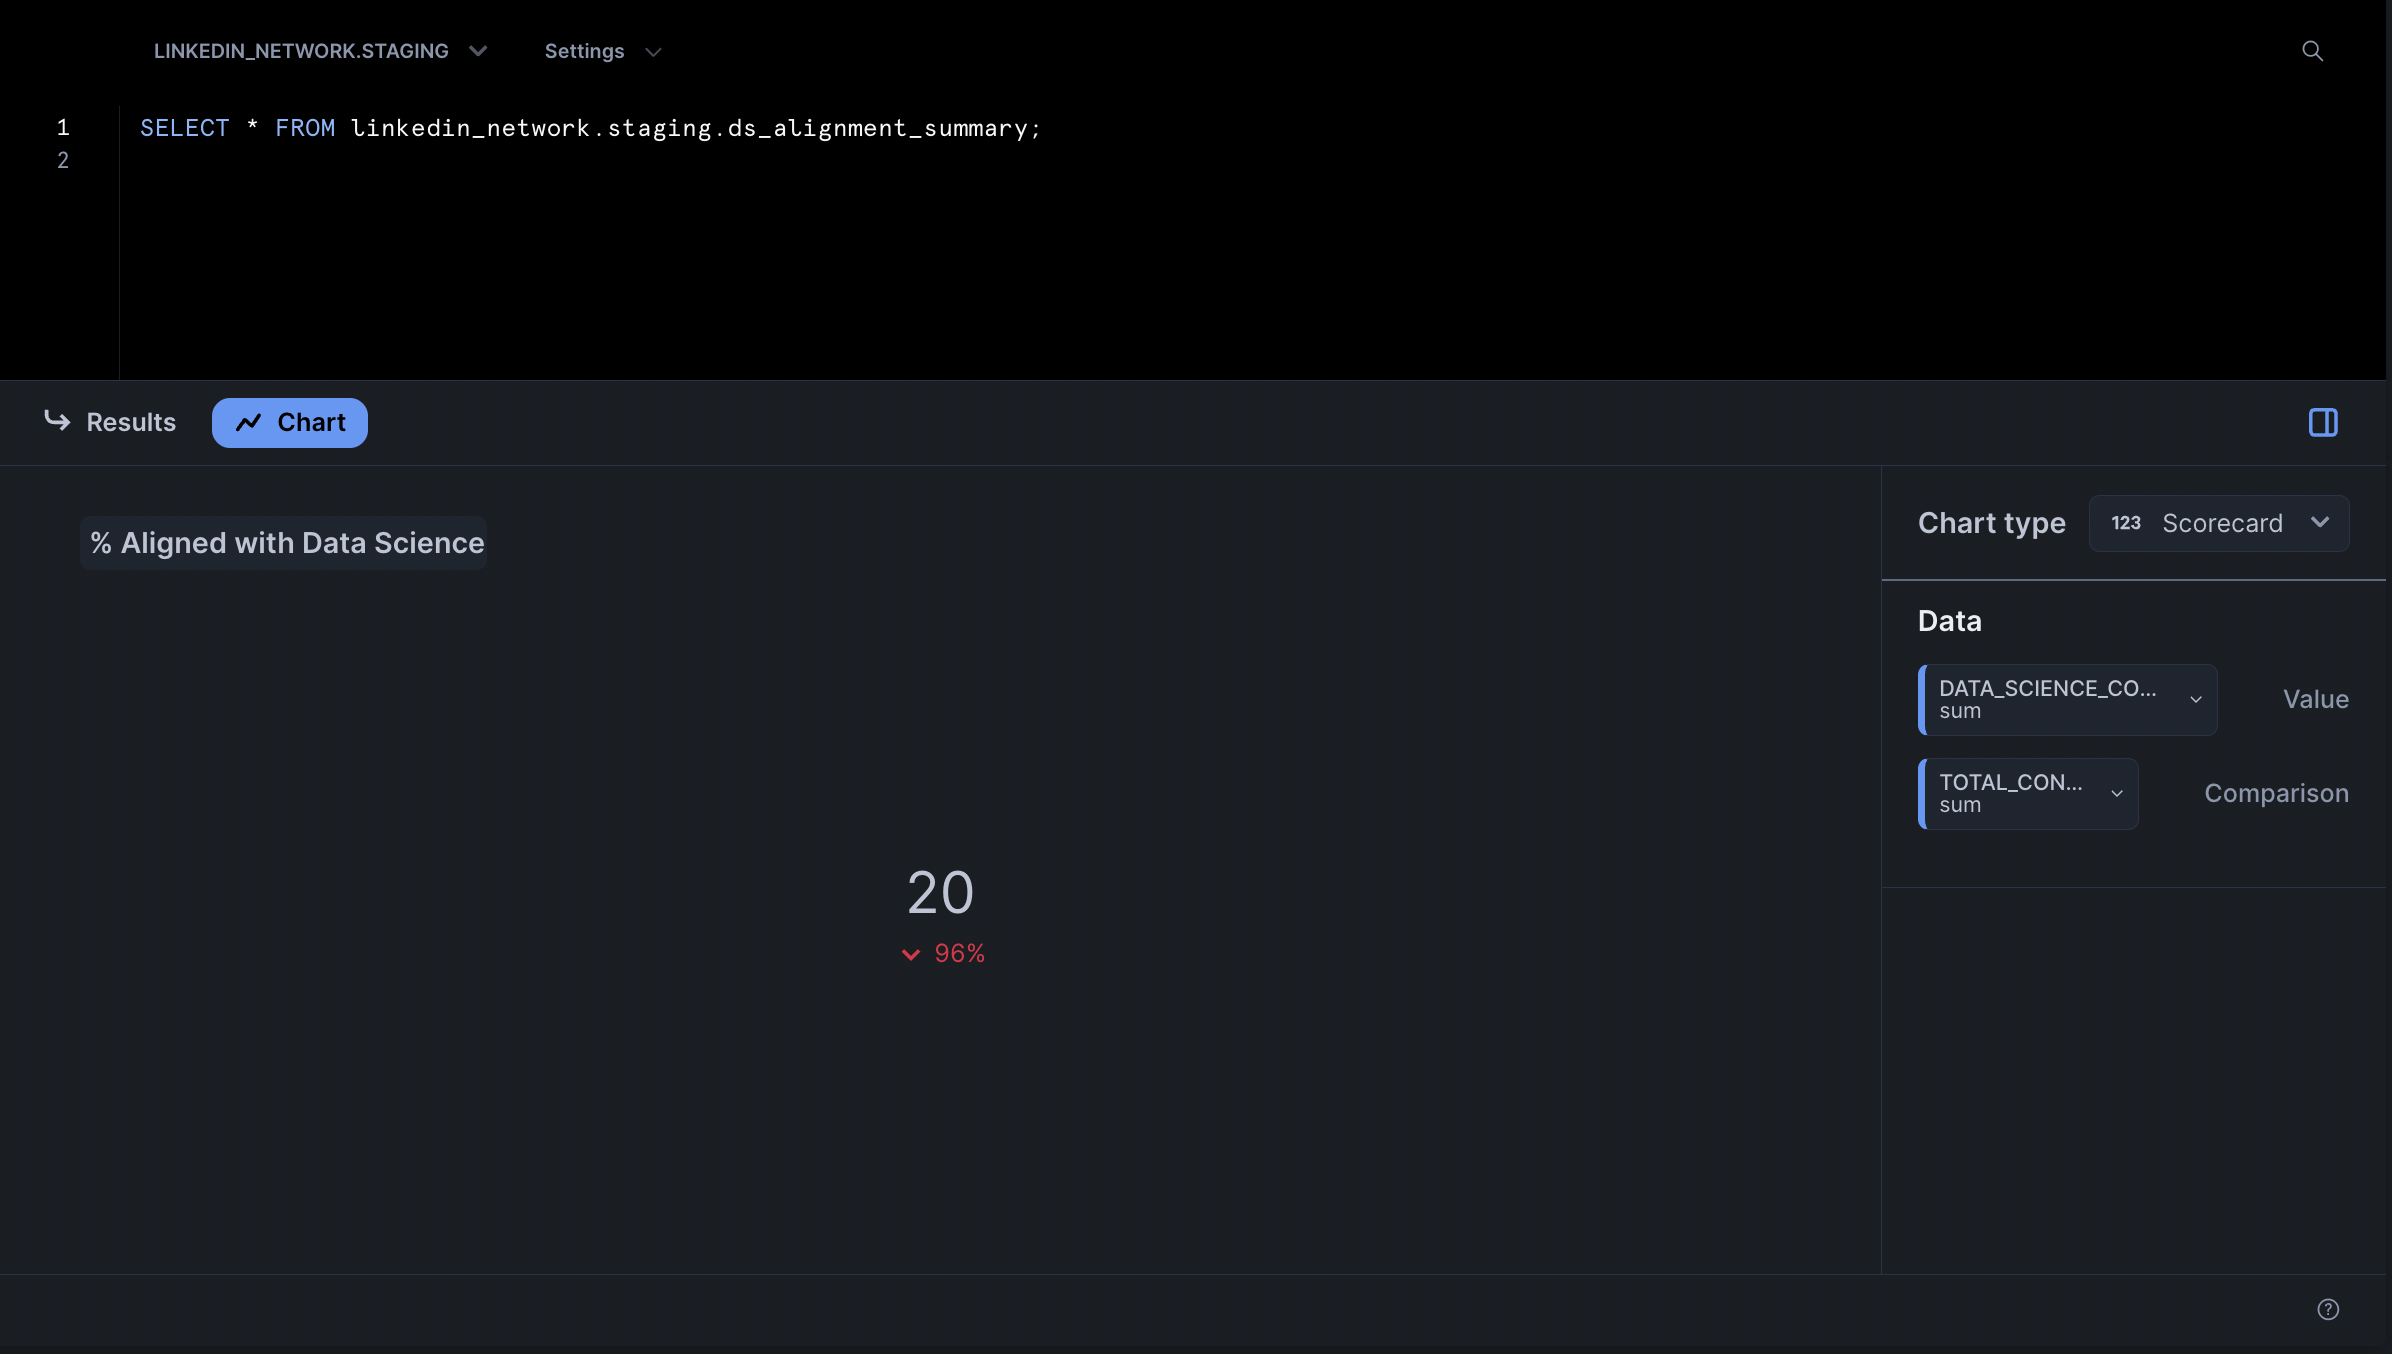 LINKEDIN_NETWORK.STAGING Settings
1 SELECT * FROM linkedin_network.staging.ds_alignment_summary;
2
Results Chart
% Aligned with Data Science
20
96%
Chart type 123 Scorecard
Data
DATA_SCIENCE_CO...
sum
Value
TOTAL_CON...
sum
Comparison
?